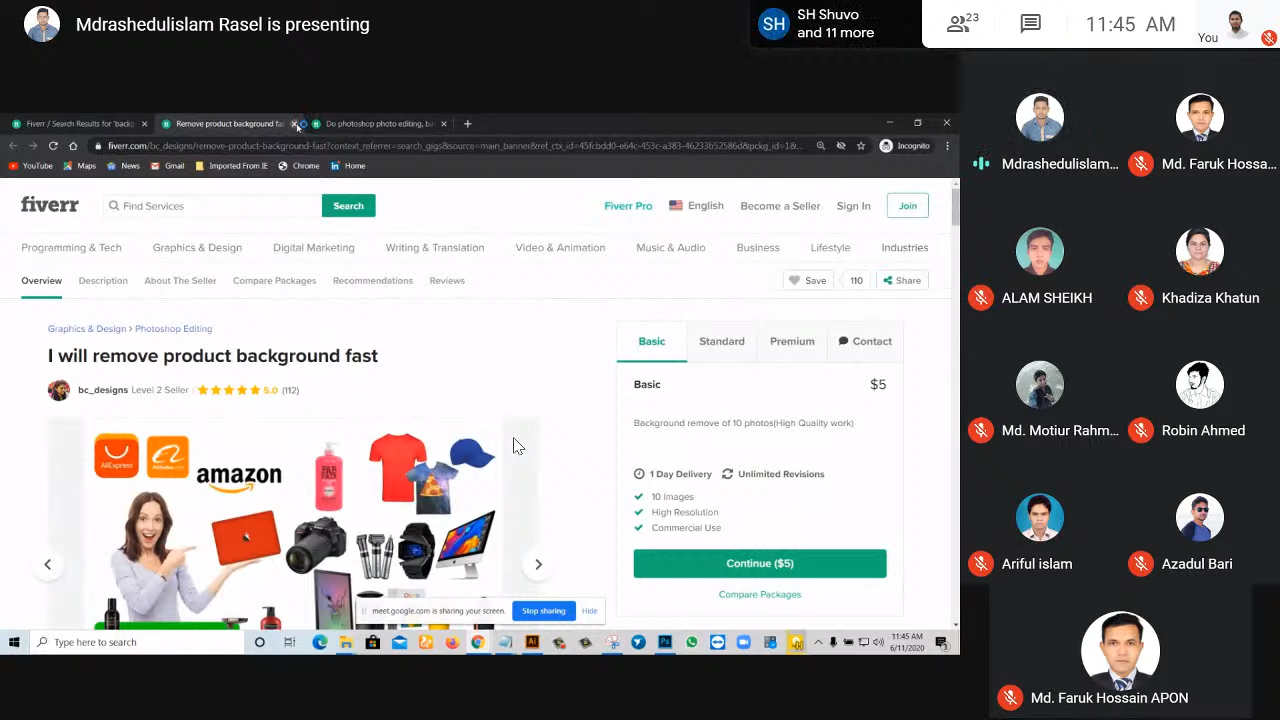 Mdrashedulislam Rasel is presenting
SH
SH Shuvo
and 11 more
23
11:45 AM
You
Fiverr / Search Results for 'backg
Remove product background fas
Do photoshop photo editing, ba
fiverr.com/bc_designs/remove-product-background-fast?context_referrer=search_gigs&source=main_banner&ref_ctx_id=45fcbdd0-e64c-453c-a383-46233b52586d&pckg_id=1&...
Incognito
YouTube
Maps
News
Gmail
Imported From IE
Chrome
Home
fiverr
Find Services
Search
Fiverr Pro
English
Become a Seller
Sign In
Join
Programming & Tech
Graphics & Design
Digital Marketing
Writing & Translation
Video & Animation
Music & Audio
Business
Lifestyle
Industries
Overview
Description
About The Seller
Compare Packages
Recommendations
Reviews
Save
110
Share
Graphics & Design > Photoshop Editing
I will remove product background fast
bc_designs Level 2 Seller 5.0 (112)
AliExpress
amazon
Basic
Standard
Premium
Contact
Basic
$5
Background remove of 10 photos(High Quality work)
1 Day Delivery
Unlimited Revisions
10 Images
High Resolution
Commercial Use
Continue ($5)
Compare Packages
meet.google.com is sharing your screen.
Stop sharing
Hide
Type here to search
11:45 AM
6/11/2020
Mdrashedulislam...
Md. Faruk Hossa...
ALAM SHEIKH
Khadiza Khatun
Md. Motiur Rahm...
Robin Ahmed
Ariful islam
Azadul Bari
Md. Faruk Hossain APON